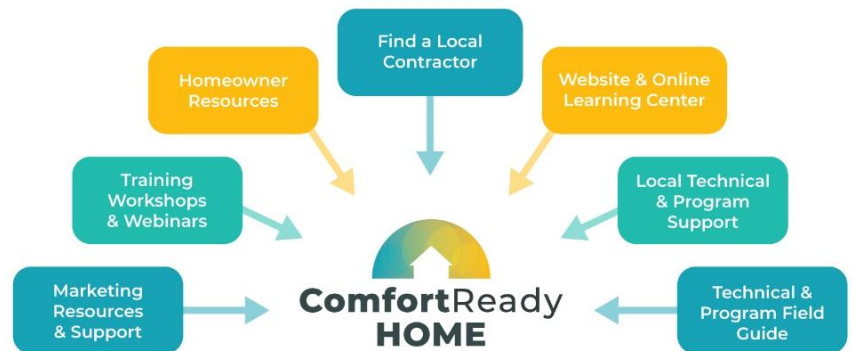 Find a Local
Contractor
Homeowner
Resources
Website & Online
Learning Center
Training
Workshops
& Webinars
Local Technical
& Program
Support
Marketing
Resources
& Support
ComfortReady
HOME
Technical &
Program Field
Guide